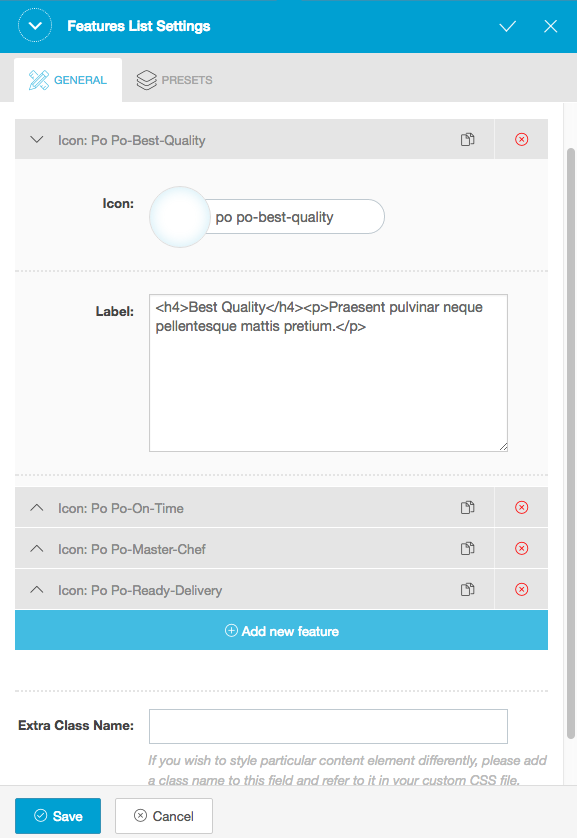 Features List Settings
GENERAL
PRESETS
Icon: Po Po-Best-Quality
Icon:
po po-best-quality
Label:
<h4>Best Quality</h4><p>Praesent pulvinar neque
pellentesque mattis pretium.</p>
Icon: Po Po-On-Time
Icon: Po Po-Master-Chef
Icon: Po Po-Ready-Delivery
Add new feature
Extra Class Name:
If you wish to style particular content element differently, please add
a class name to this field and refer to it in your custom CSS file.
Save
Cancel